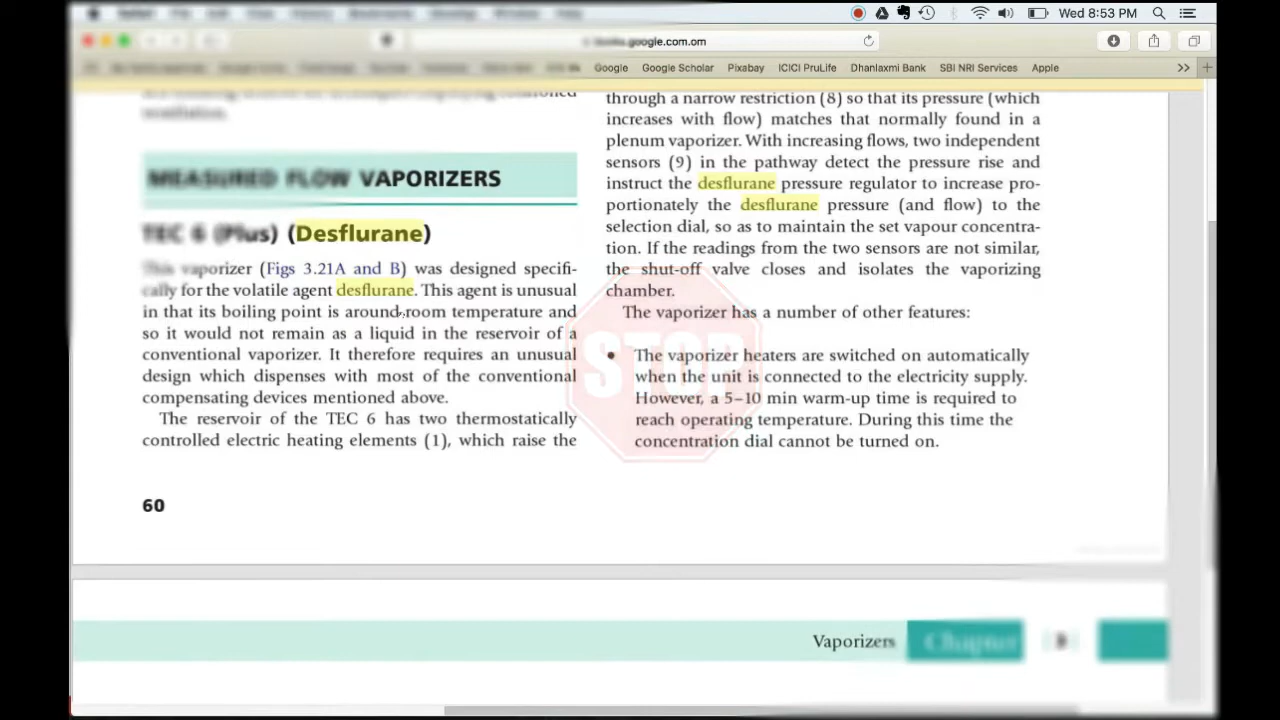 Wed 8:53 PM
books.google.com.om
Google Google Scholar Pixabay ICICI PruLife Dhanlaxmi Bank SBI NRI Services Apple
MEASURED FLOW VAPORIZERS
TEC 6 (Plus) (Desflurane)
This vaporizer (Figs 3.21A and B) was designed specifi-
cally for the volatile agent desflurane. This agent is unusual
in that its boiling point is around room temperature and
so it would not remain as a liquid in the reservoir of a
conventional vaporizer. It therefore requires an unusual
design which dispenses with most of the conventional
compensating devices mentioned above.
The reservoir of the TEC 6 has two thermostatically
controlled electric heating elements (1), which raise the
60
through a narrow restriction (8) so that its pressure (which
increases with flow) matches that normally found in a
plenum vaporizer. With increasing flows, two independent
sensors (9) in the pathway detect the pressure rise and
instruct the desflurane pressure regulator to increase pro-
portionately the desflurane pressure (and flow) to the
selection dial, so as to maintain the set vapour concentra-
tion. If the readings from the two sensors are not similar,
the shut-off valve closes and isolates the vaporizing
chamber.
The vaporizer has a number of other features:
• The vaporizer heaters are switched on automatically
when the unit is connected to the electricity supply.
However, a 5–10 min warm-up time is required to
reach operating temperature. During this time the
concentration dial cannot be turned on.
STOP
Vaporizers Chapter 3